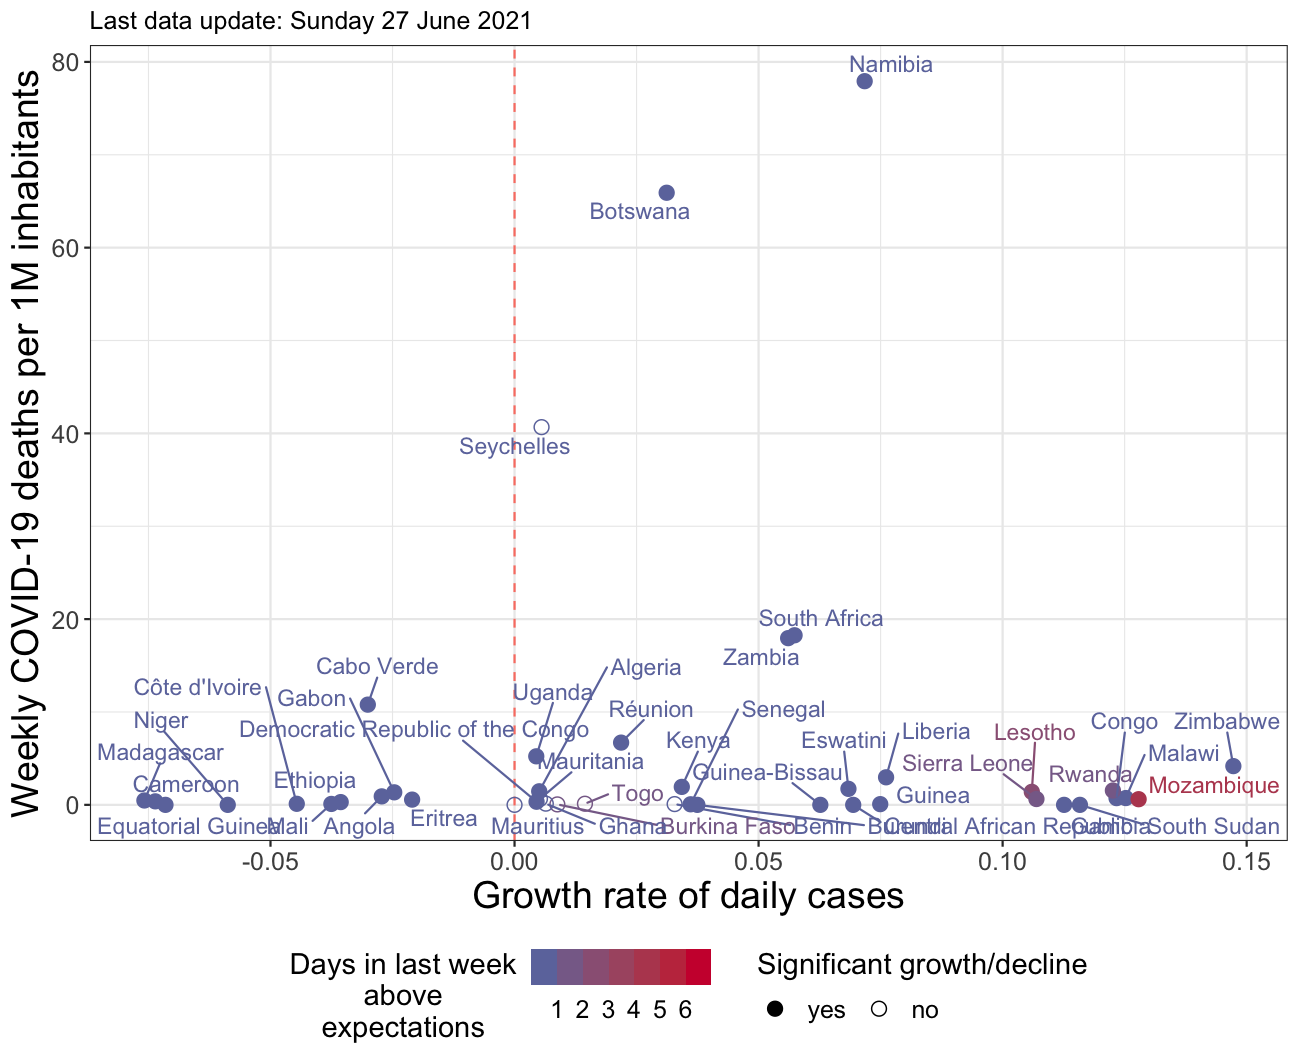 Last data update: Sunday 27 June 2021
Weekly COVID-19 deaths per 1M inhabitants
80
60
40
20
0
Namibia
Botswana
Seychelles
South Africa
Zambia
Cabo Verde
Algeria
Côte d'Ivoire
Gabon
Uganda
Réunion
Senegal
Niger
Democratic Republic of the Congo
Congo
Zimbabwe
Liberia
Lesotho
Kenya
Eswatini
Madagascar
Mauritania
Sierra Leone
Malawi
Cameroon
Ethiopia
Guinea-Bissau
Rwanda
Mozambique
Togo
Guinea
Eritrea
Equatorial Guinea
Mali
Angola
Mauritius
Ghana
Burkina Faso
Benin
Burundi
Central African Republic
Gambia
South Sudan
-0.05
0.00
0.05
0.10
0.15
Growth rate of daily cases
Days in last week
above
expectations
1 2 3 4 5 6
Significant growth/decline
yes
no